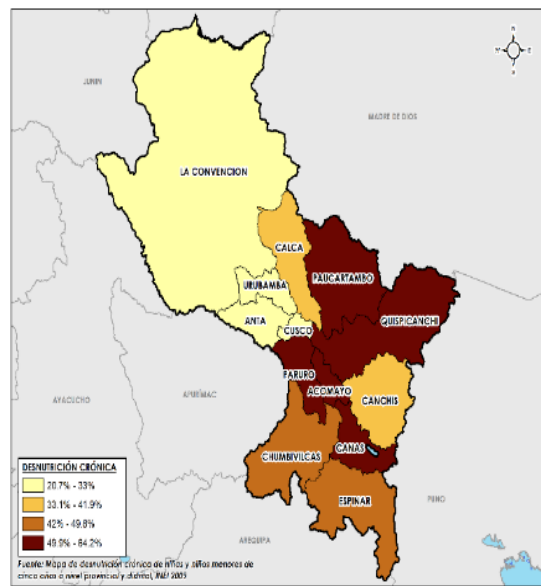 N
W
E
S
JUNIN
MADRE DE DIOS
LA CONVENCION
CALCA
PAUCARTAMBO
URUBAMBA
QUISPICANCHI
ANTA
CUSCO
PARURO
ACOMAYO
CANCHIS
APURÍMAC
AYACUCHO
CANAS
CHUMBIVILCAS
ESPINAR
PUNO
AREQUIPA
DESNUTRICIÓN CRÓNICA
20.7% - 33%
33.1% - 41.9%
42% - 49.8%
49.9% - 64.2%
Fuente: Mapa de desnutrición crónica de niñas y niños menores de
cinco años a nivel provincial y distrital, INEI 2009